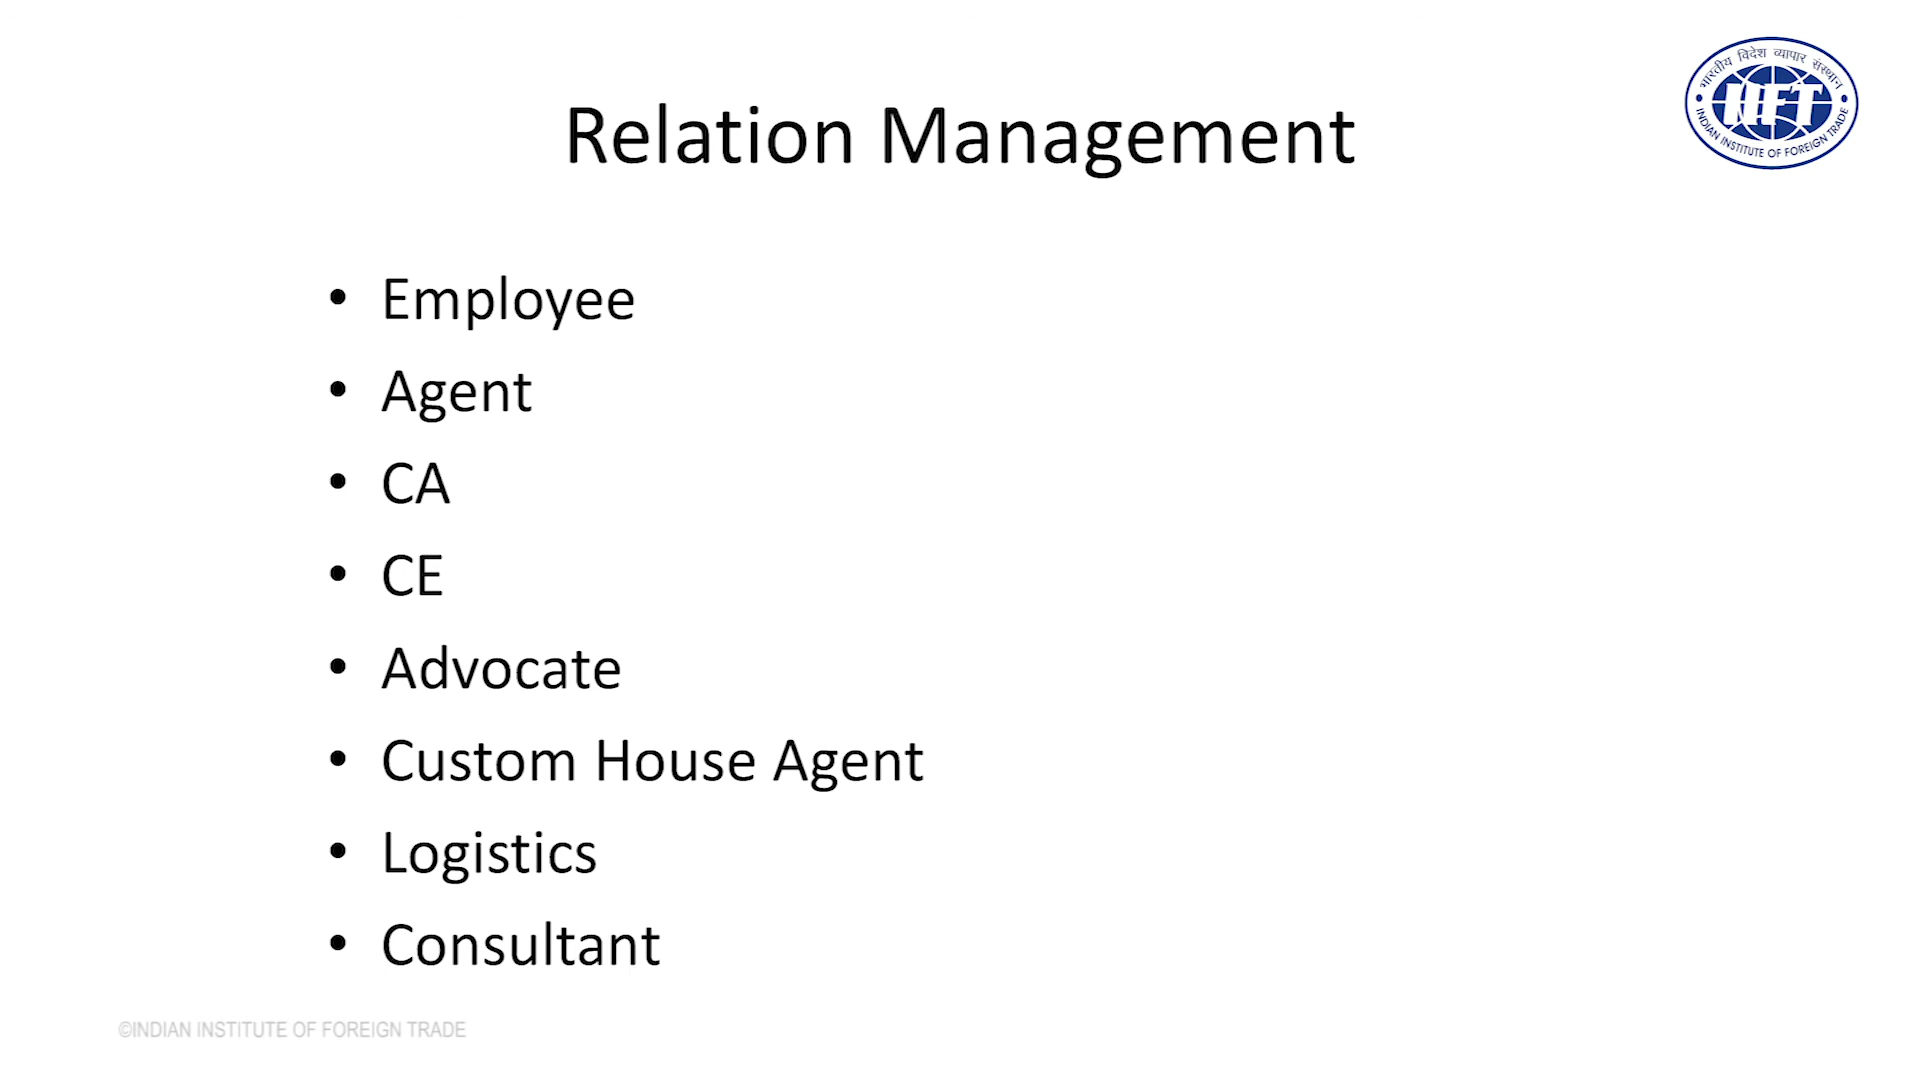 Relation Management
भारतीय विदेश व्यापार संस्थान
IIFT
INDIAN INSTITUTE OF FOREIGN TRADE
• Employee
• Agent
• CA
• CE
• Advocate
• Custom House Agent
• Logistics
• Consultant
©INDIAN INSTITUTE OF FOREIGN TRADE